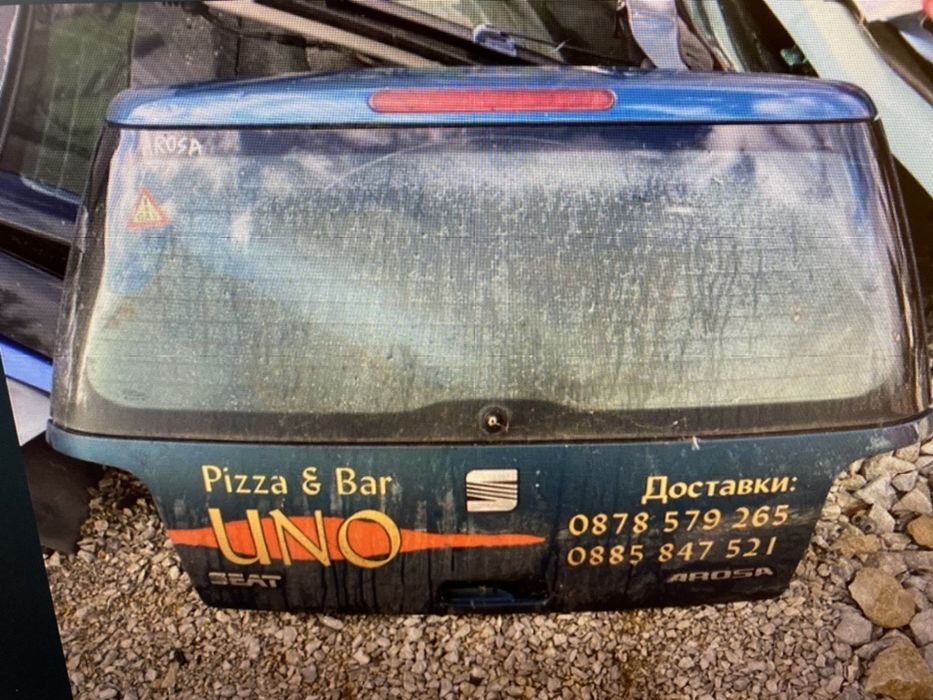 AROSA
Pizza & Bar
UNO
SEAT
Доставки:
0878 579 265
0885 847 521
AROSA